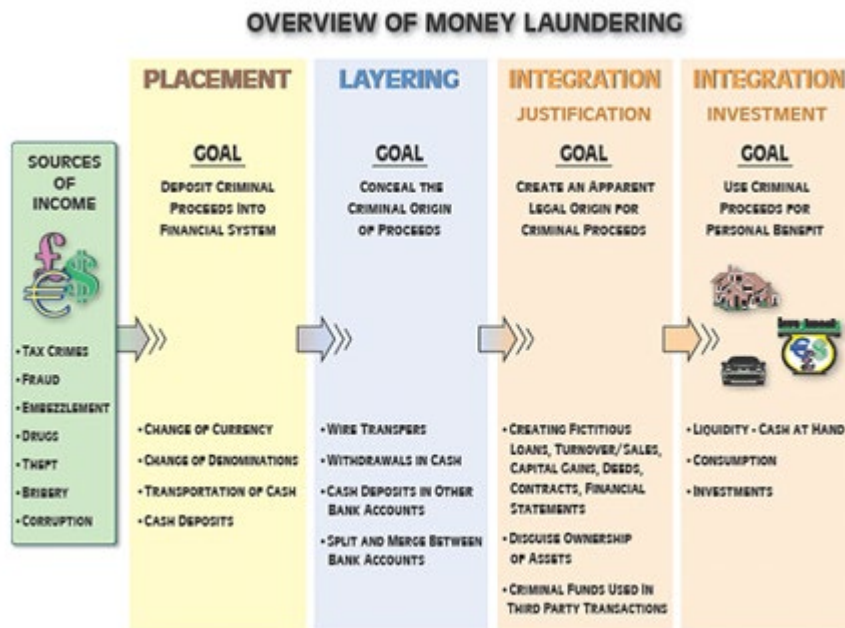 OVERVIEW OF MONEY LAUNDERING
SOURCES
OF
INCOME
£
$
€
• TAX CRIMES
• FRAUD
• EMBEZZLEMENT
• DRUGS
• THEFT
• BRIBERY
• CORRUPTION
PLACEMENT
GOAL
DEPOSIT CRIMINAL
PROCEEDS INTO
FINANCIAL SYSTEM
• CHANGE OF CURRENCY
• CHANGE OF DENOMINATIONS
• TRANSPORTATION OF CASH
• CASH DEPOSITS
LAYERING
GOAL
CONCEAL THE
CRIMINAL ORIGIN
OF PROCEEDS
• WIRE TRANSFERS
• WITHDRAWALS IN CASH
• CASH DEPOSITS IN OTHER
BANK ACCOUNTS
• SPLIT AND MERGE BETWEEN
BANK ACCOUNTS
INTEGRATION
JUSTIFICATION
GOAL
CREATE AN APPARENT
LEGAL ORIGIN FOR
CRIMINAL PROCEEDS
• CREATING FICTITIOUS
LOANS, TURNOVER/SALES,
CAPITAL GAINS, DEEDS,
CONTRACTS, FINANCIAL
STATEMENTS
• DISGUISE OWNERSHIP
OF ASSETS
• CRIMINAL FUNDS USED IN
THIRD PARTY TRANSACTIONS
INTEGRATION
INVESTMENT
GOAL
USE CRIMINAL
PROCEEDS FOR
PERSONAL BENEFIT
• LIQUIDITY - CASH AT HAND
• CONSUMPTION
• INVESTMENTS